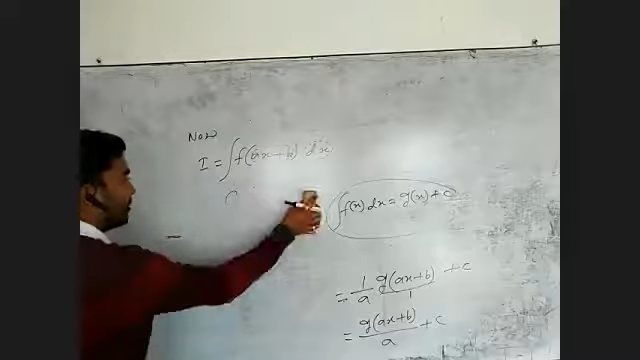 Now
I = ∫ f(ax+b) dx
∫ f(x) dx = g(x) + c
= 1/a g(ax+b)/1 + c
= g(ax+b)/a + c